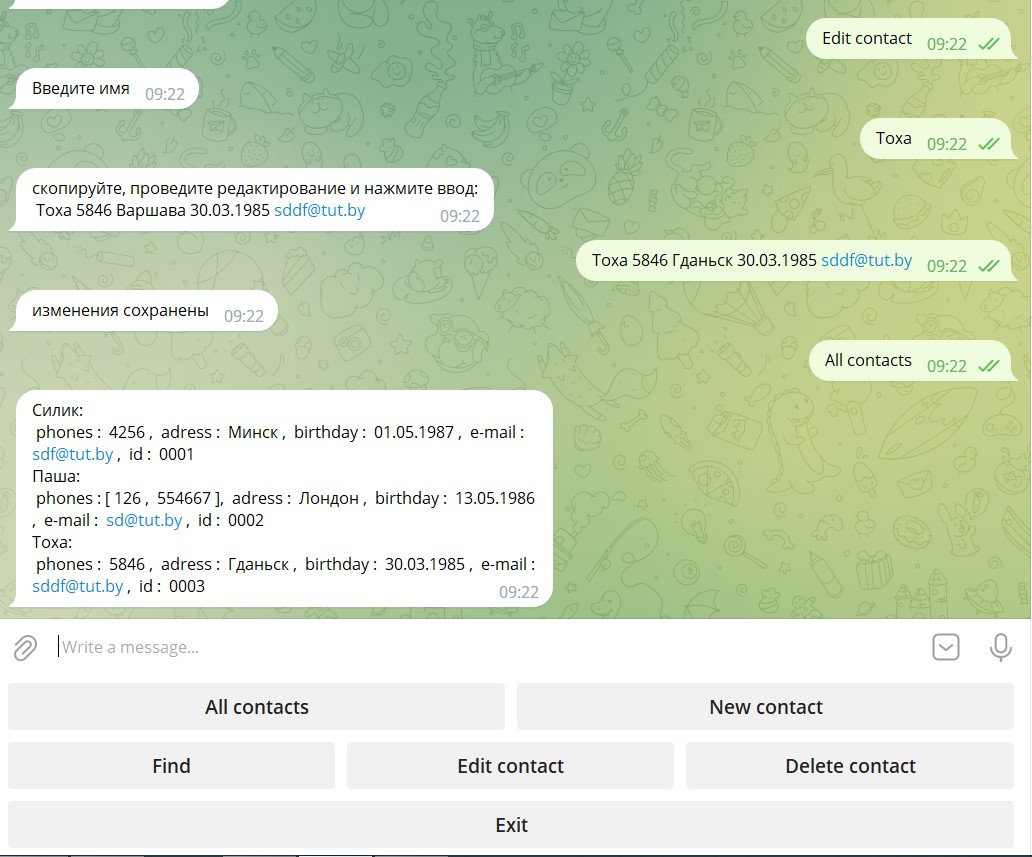 Edit contact 09:22
Введите имя 09:22
Тоха 09:22
скопируйте, проведите редактирование и нажмите ввод:
Тоха 5846 Варшава 30.03.1985 sddf@tut.by 09:22
Тоха 5846 Гданьск 30.03.1985 sddf@tut.by 09:22
изменения сохранены 09:22
All contacts 09:22
Силик:
phones : 4256 , adress : Минск , birthday : 01.05.1987 , e-mail :
sdf@tut.by , id : 0001
Паша:
phones : [ 126 , 554667 ], adress : Лондон , birthday : 13.05.1986
, e-mail : sd@tut.by , id : 0002
Тоха:
phones : 5846 , adress : Гданьск , birthday : 30.03.1985 , e-mail :
sddf@tut.by , id : 0003 09:22
Write a message...
All contacts New contact
Find Edit contact Delete contact
Exit